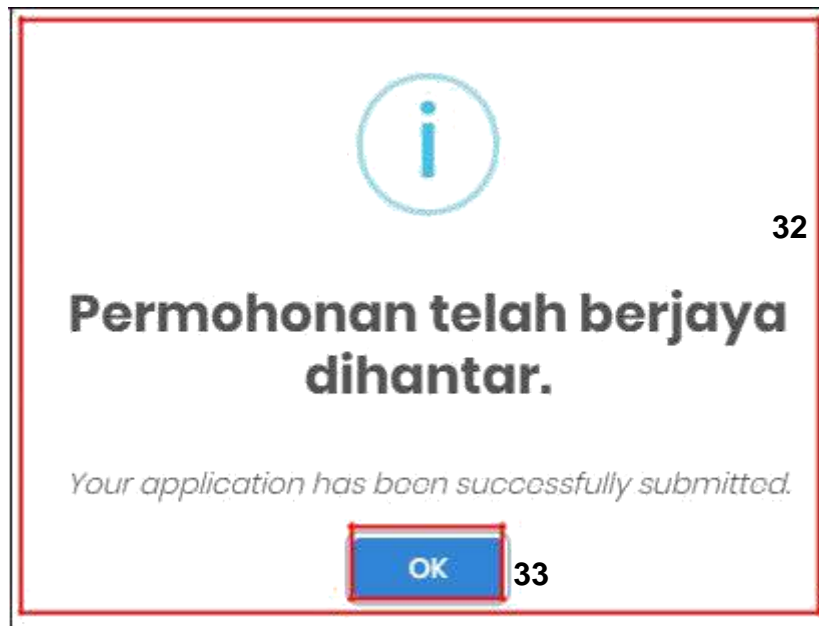 32
Permohonan telah berjaya
dihantar.
Your application has been successfully submitted.
OK
33